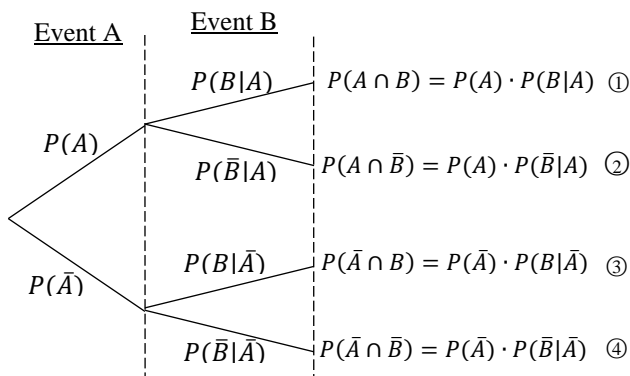 Event A
Event B
P(B|A)
P(A ∩ B) = P(A) · P(B|A) ①
P(A)
P(B̄|A)
P(A ∩ B̄) = P(A) · P(B̄|A) ②
P(Ā)
P(B|Ā)
P(Ā ∩ B) = P(Ā) · P(B|Ā) ③
P(B̄|Ā)
P(Ā ∩ B̄) = P(Ā) · P(B̄|Ā) ④